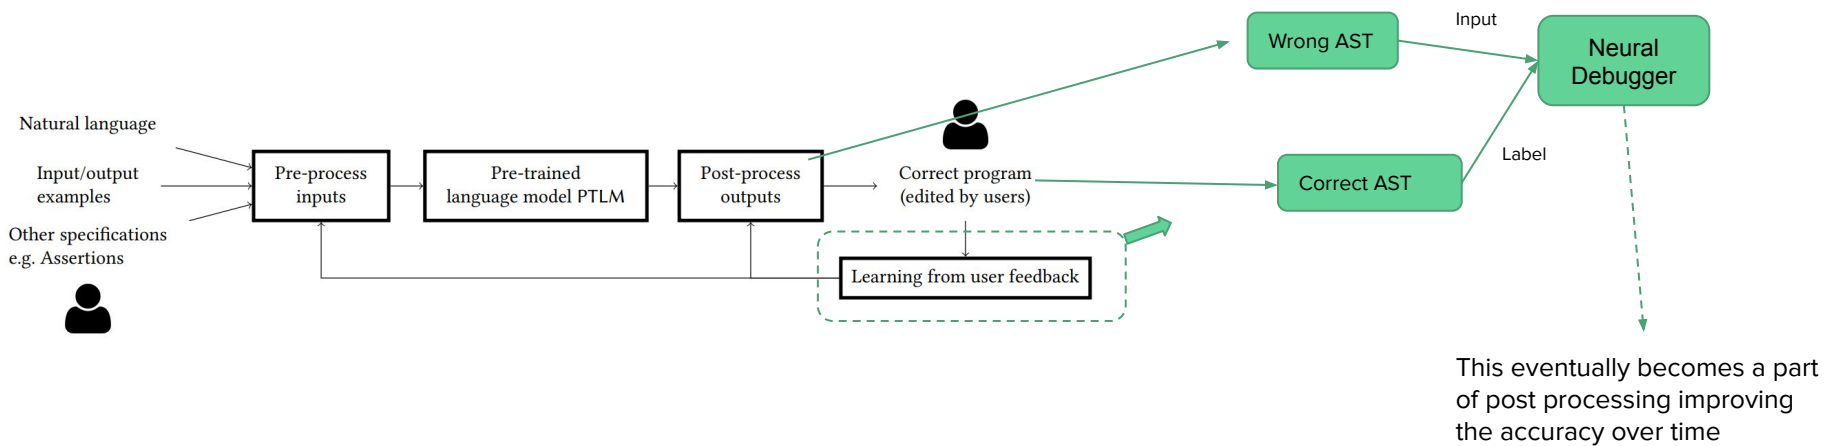 Natural language
Input/output
examples
Other specifications
e.g. Assertions
Pre-process
inputs
Pre-trained
language model PTLM
Post-process
outputs
Correct program
(edited by users)
Learning from user feedback
Wrong AST
Input
Correct AST
Label
Neural
Debugger
This eventually becomes a part
of post processing improving
the accuracy over time